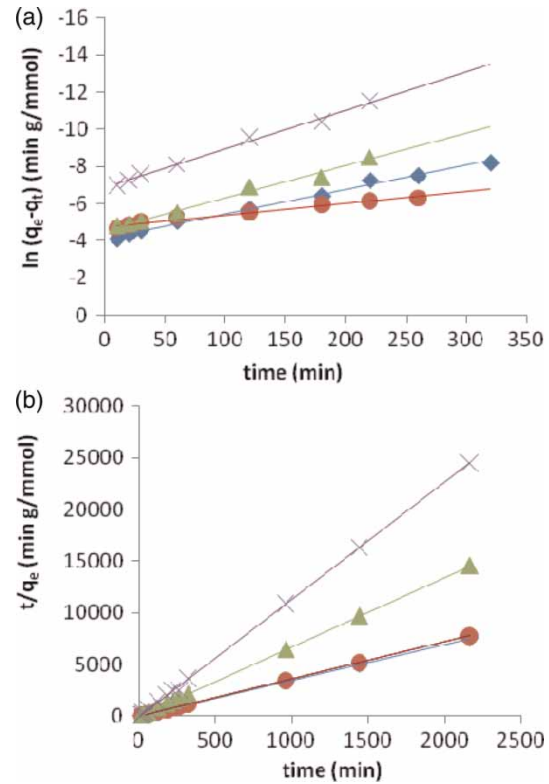 (a)
-16
-14
-12
-10
-8
-6
-4
-2
0
ln (qₑ-qₜ) (min g/mmol)
0 50 100 150 200 250 300 350
time (min)
(b)
30000
25000
20000
15000
10000
5000
0
t/qₑ (min g/mmol)
0 500 1000 1500 2000 2500
time (min)